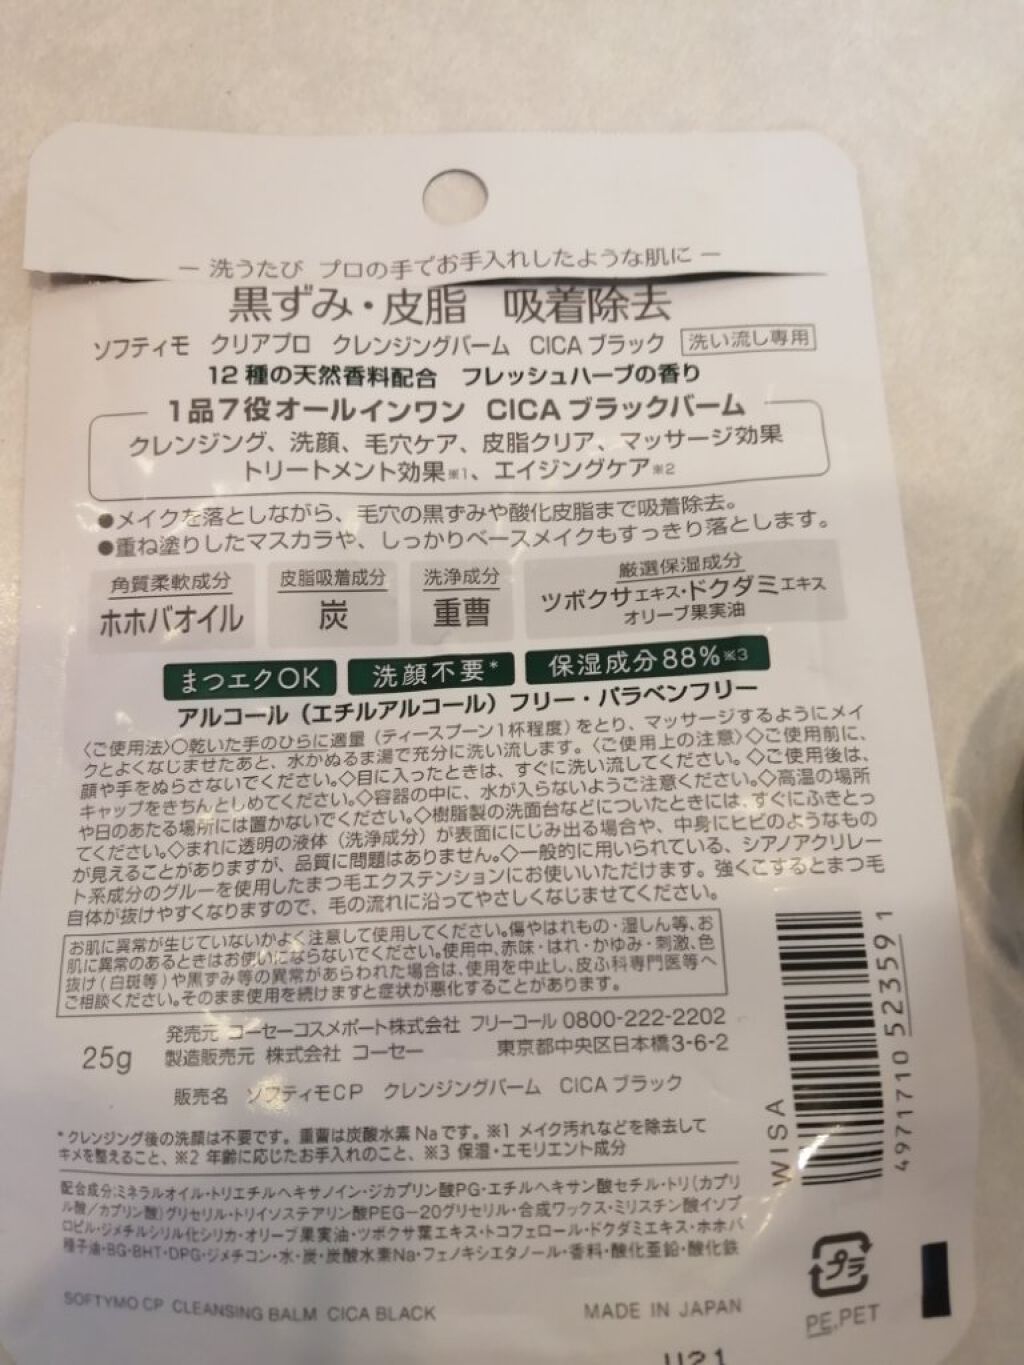 ― 洗うたび プロの手でお手入れしたような肌に ―
黒ずみ・皮脂 吸着除去
ソフティモ クリアプロ クレンジングバーム CICA ブラック 洗い流し専用
12種の天然香料配合 フレッシュハーブの香り
1品7役オールインワン CICA ブラックバーム
クレンジング、洗顔、毛穴ケア、皮脂クリア、マッサージ効果
トリートメント効果※1、エイジングケア※2
●メイクを落としながら、毛穴の黒ずみや酸化皮脂まで吸着除去。
●重ね塗りしたマスカラや、しっかりベースメイクもすっきり落とします。
角質柔軟成分
ホホバオイル
皮脂吸着成分
炭
洗浄成分
重曹
厳選保湿成分
ツボクサエキス・ドクダミエキス
オリーブ果実油
まつエクOK 洗顔不要* 保湿成分88%※3
アルコール（エチルアルコール）フリー・パラベンフリー
〈ご使用法〉○乾いた手のひらに適量（ティースプーン1杯程度）をとり、マッサージするようにメイ
クとよくなじませたあと、水かぬるま湯で充分に洗い流します。〈ご使用上の注意〉◇ご使用前に、
顔や手をぬらさないでください。◇目に入ったときは、すぐに洗い流してください。◇ご使用後は、
キャップをきちんとしめてください。◇容器の中に、水が入らないようご注意ください。◇高温の場所
や日のあたる場所には置かないでください。◇樹脂製の洗面台などについたときには、すぐにふきとっ
てください。◇まれに透明の液体（洗浄成分）が表面ににじみ出る場合や、中身にヒビのようなもの
が見えることがありますが、品質に問題はありません。◇一般的に用いられている、シアノアクリレー
ト系成分のグルーを使用したまつ毛エクステンションにお使いいただけます。強くこするとまつ毛
自体が抜けやすくなりますので、毛の流れに沿ってやさしくなじませてください。
お肌に異常が生じていないかよく注意して使用してください。傷やはれもの・湿しん等、お
肌に異常のあるときはお使いにならないでください。使用中、赤味・はれ・かゆみ・刺激、色
抜け（白斑等）や黒ずみ等の異常があらわれた場合は、使用を中止し、皮ふ科専門医等へ
ご相談ください。そのまま使用を続けますと症状が悪化することがあります。
25g
発売元 コーセーコスメポート株式会社 フリーコール 0800-222-2202
製造販売元 株式会社 コーセー 東京都中央区日本橋3-6-2
販売名 ソフティモCP クレンジングバーム CICA ブラック
WISA
4971710 523591
*クレンジング後の洗顔は不要です。重曹は炭酸水素Naです。※1 メイク汚れなどを除去して
キメを整えること、※2 年齢に応じたお手入れのこと、※3 保湿・エモリエント成分
配合成分:ミネラルオイル・トリエチルヘキサノイン・ジカプリン酸PG・エチルヘキサン酸セチル・トリ(カプリ
ル酸/カプリン酸)グリセリル・トリイソステアリン酸PEG－20グリセリル・合成ワックス・ミリスチン酸イソプ
ロピル・ジメチルシリル化シリカ・オリーブ果実油・ツボクサ葉エキス・トコフェロール・ドクダミエキス・ホホバ
種子油・BG・BHT・DPG・ジメチコン・水・炭・炭酸水素Na・フェノキシエタノール・香料・酸化亜鉛・酸化鉄
プラ
PE,PET
SOFTYMO CP CLEANSING BALM CICA BLACK MADE IN JAPAN